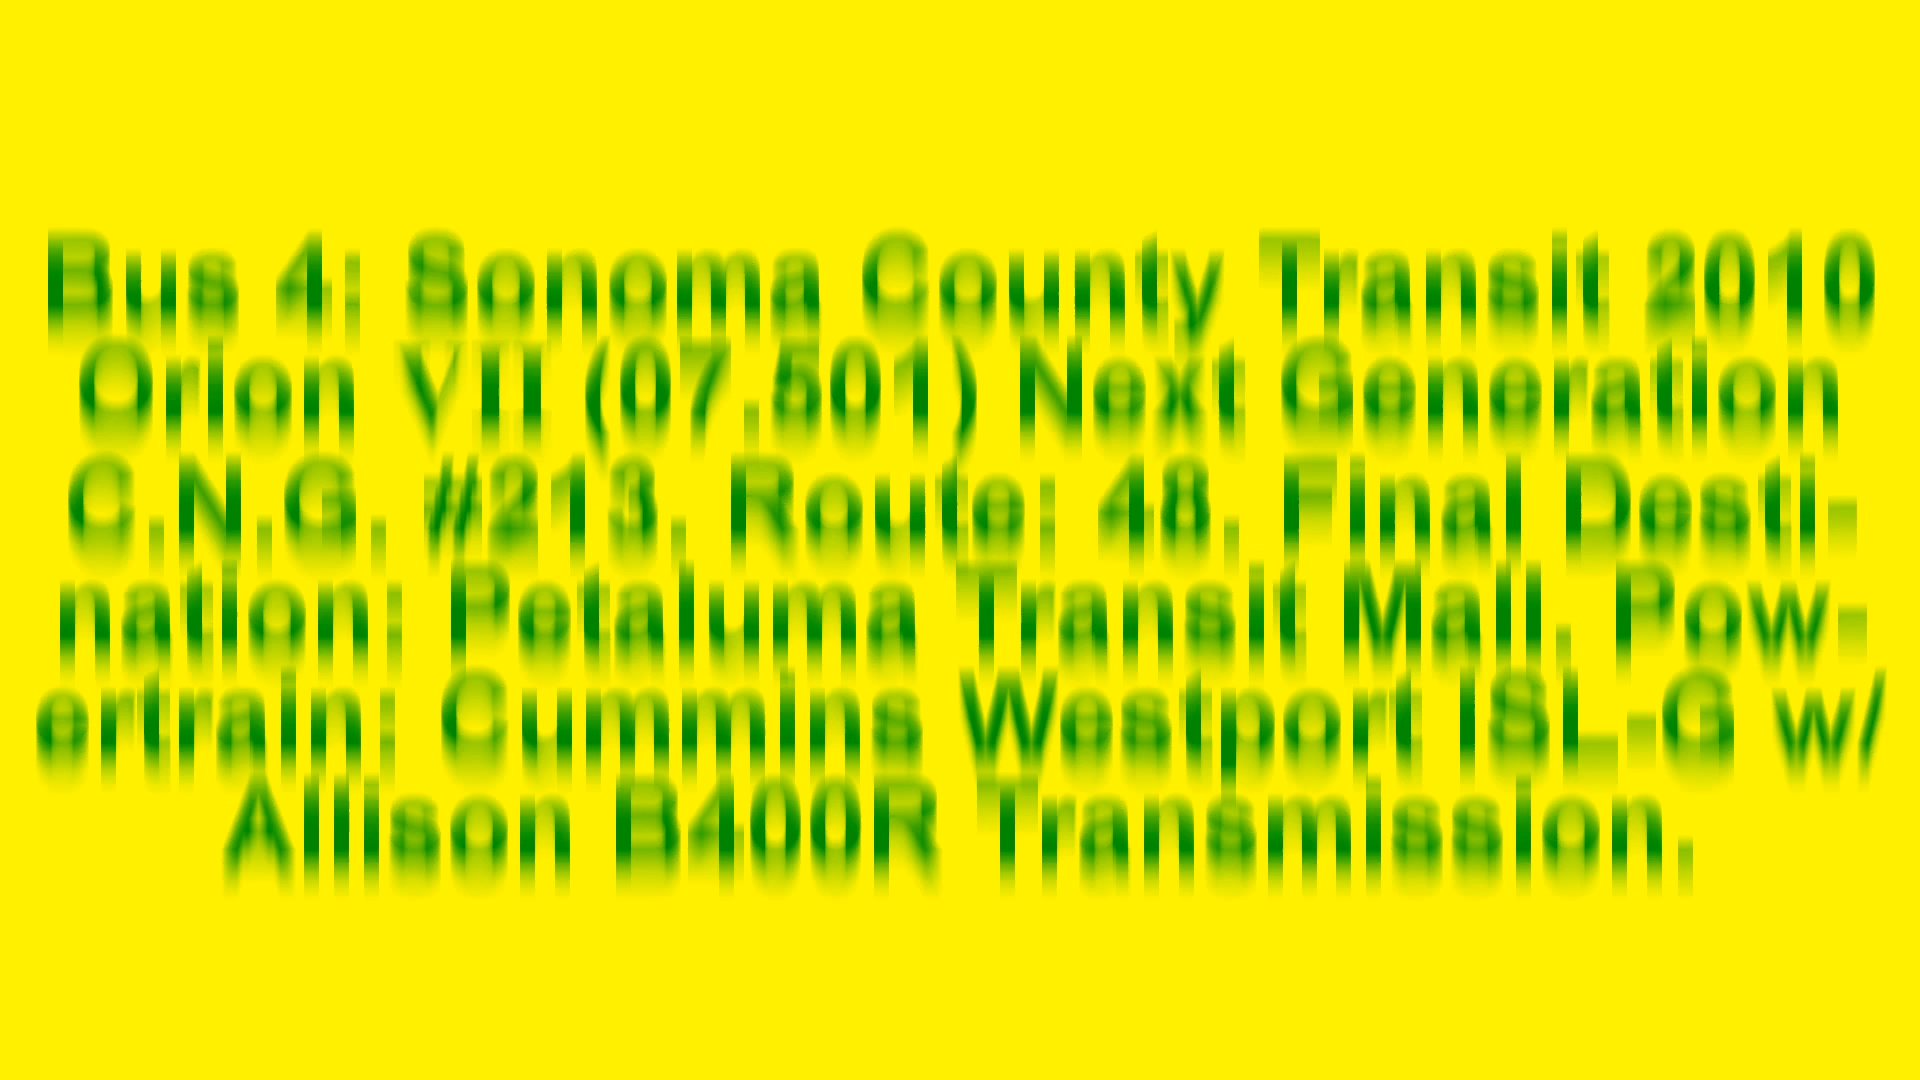 Bus 4: Sonoma County Transit 2010
Orion VII (07.501) Next Generation
C.N.G. #213. Route: 48. Final Desti-
nation: Petaluma Transit Mall. Pow-
ertrain: Cummins Westport ISL-G w/
Allison B400R Transmission.